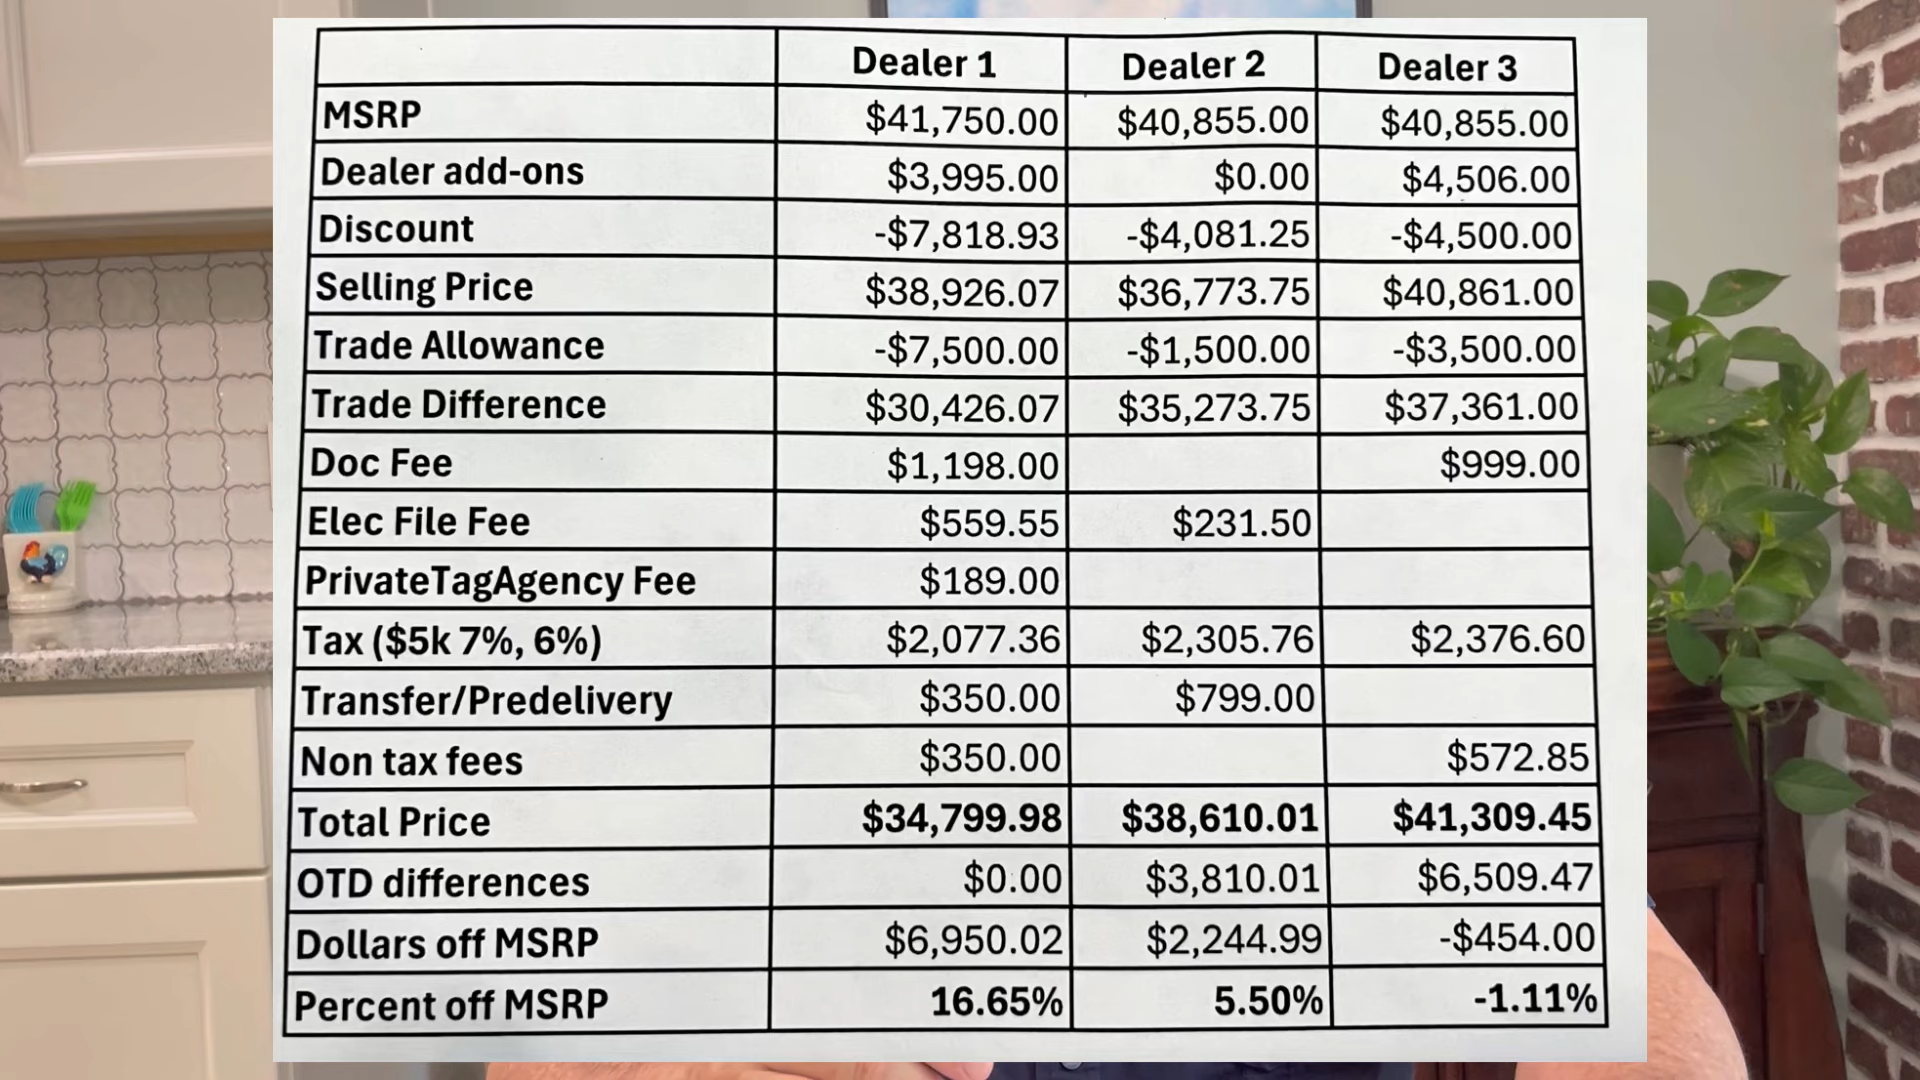 Dealer 1 Dealer 2 Dealer 3
MSRP $41,750.00 $40,855.00 $40,855.00
Dealer add-ons $3,995.00 $0.00 $4,506.00
Discount -$7,818.93 -$4,081.25 -$4,500.00
Selling Price $38,926.07 $36,773.75 $40,861.00
Trade Allowance -$7,500.00 -$1,500.00 -$3,500.00
Trade Difference $30,426.07 $35,273.75 $37,361.00
Doc Fee $1,198.00 $999.00
Elec File Fee $559.55 $231.50
PrivateTagAgency Fee $189.00
Tax ($5k 7%, 6%) $2,077.36 $2,305.76 $2,376.60
Transfer/Predelivery $350.00 $799.00
Non tax fees $350.00 $572.85
Total Price $34,799.98 $38,610.01 $41,309.45
OTD differences $0.00 $3,810.01 $6,509.47
Dollars off MSRP $6,950.02 $2,244.99 -$454.00
Percent off MSRP 16.65% 5.50% -1.11%